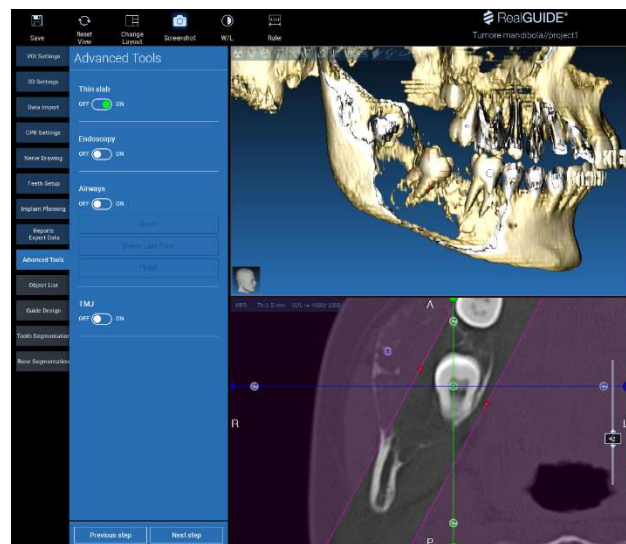 Save
Reset
View
Change
Layout
Screenshot
W/L
Ruler
RealGUIDE®
Tumore mandibola//project1
VOI Settings
3D Settings
Data Import
CPR Settings
Nerve Drawing
Teeth Setup
Implant Planning
Reports
Export Data
Advanced Tools
Object List
Guide Design
Tooth Segmentation
Bone Segmentation
Advanced Tools
Thin slab
OFF ON
Endoscopy
OFF ON
Airways
OFF ON
TMJ
OFF ON
Previous step
Next step
MPR
A
R
L
P
42